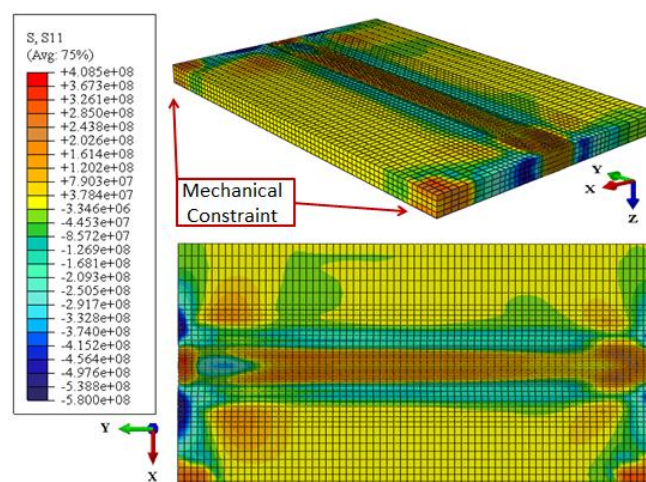 S, S11
(Avg: 75%)
+4.085e+08
+3.673e+08
+3.261e+08
+2.850e+08
+2.438e+08
+2.026e+08
+1.614e+08
+1.202e+08
+7.903e+07
+3.784e+07
-3.346e+06
-4.453e+07
-8.572e+07
-1.269e+08
-1.681e+08
-2.093e+08
-2.505e+08
-2.917e+08
-3.328e+08
-3.740e+08
-4.152e+08
-4.564e+08
-4.976e+08
-5.388e+08
-5.800e+08
Mechanical
Constraint
Y
X
Z
Y
X